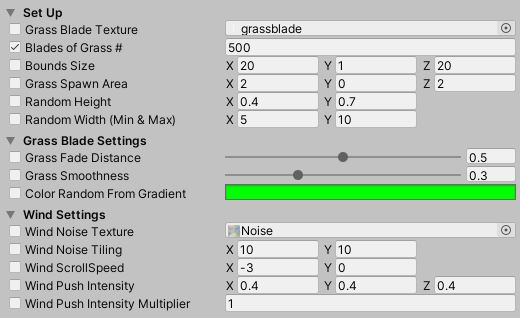 Set Up
Grass Blade Texture grassblade
Blades of Grass # 500
Bounds Size X 20 Y 1 Z 20
Grass Spawn Area X 2 Y 0 Z 2
Random Height X 0.4 Y 0.7
Random Width (Min & Max) X 5 Y 10
Grass Blade Settings
Grass Fade Distance 0.5
Grass Smoothness 0.3
Color Random From Gradient
Wind Settings
Wind Noise Texture Noise
Wind Noise Tiling X 10 Y 10
Wind ScrollSpeed X -3 Y 0
Wind Push Intensity X 0.4 Y 0.4 Z 0.4
Wind Push Intensity Multiplier 1